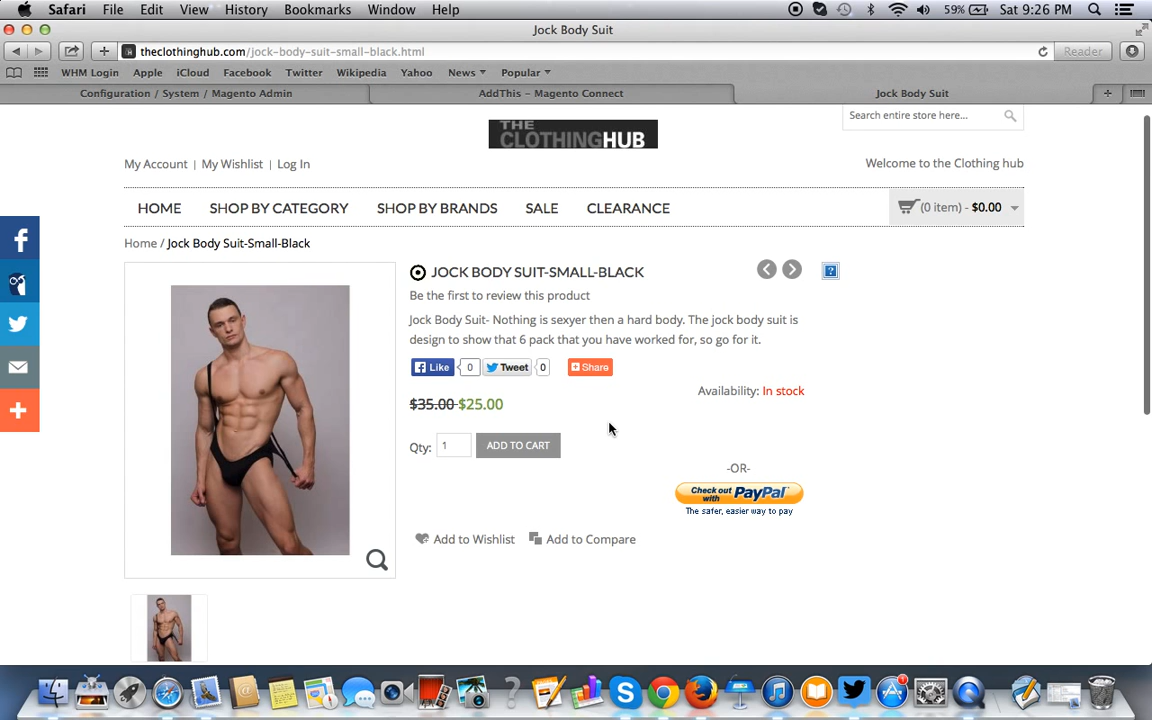 Safari File Edit View History Bookmarks Window Help 59% Sat 9:26 PM
Jock Body Suit
theclothinghub.com/jock-body-suit-small-black.html Reader
WHM Login Apple iCloud Facebook Twitter Wikipedia Yahoo News Popular
Configuration / System / Magento Admin AddThis – Magento Connect Jock Body Suit
THE CLOTHINGHUB
Search entire store here...
My Account | My Wishlist | Log In
Welcome to the Clothing hub
HOME SHOP BY CATEGORY SHOP BY BRANDS SALE CLEARANCE (0 item) - $0.00
Home / Jock Body Suit-Small-Black
JOCK BODY SUIT-SMALL-BLACK
Be the first to review this product
Jock Body Suit- Nothing is sexyer then a hard body. The jock body suit is
design to show that 6 pack that you have worked for, so go for it.
Like 0 Tweet 0 Share
Availability: In stock
$35.00 $25.00
Qty: 1 ADD TO CART
-OR-
Check out with PayPal
The safer, easier way to pay
Add to Wishlist Add to Compare